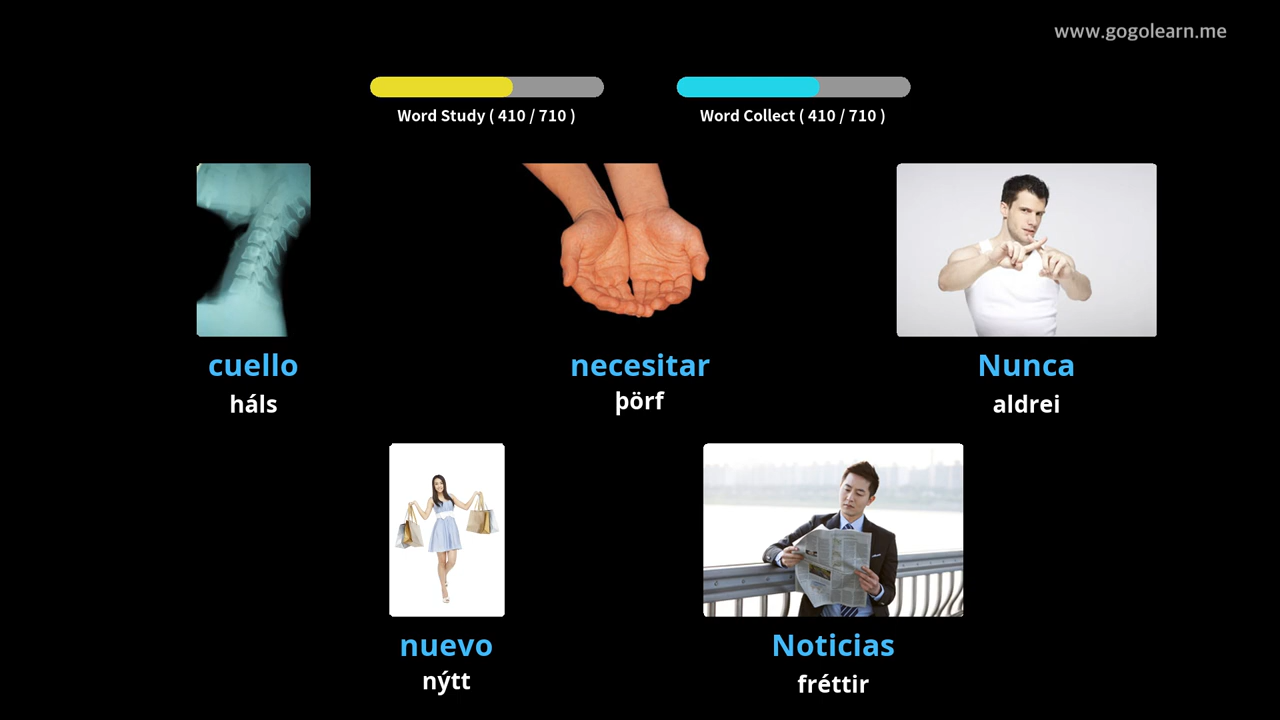 www.gogolearn.me
Word Study ( 410 / 710 )
Word Collect ( 410 / 710 )
cuello
háls
necesitar
þörf
Nunca
aldrei
nuevo
nýtt
Noticias
fréttir